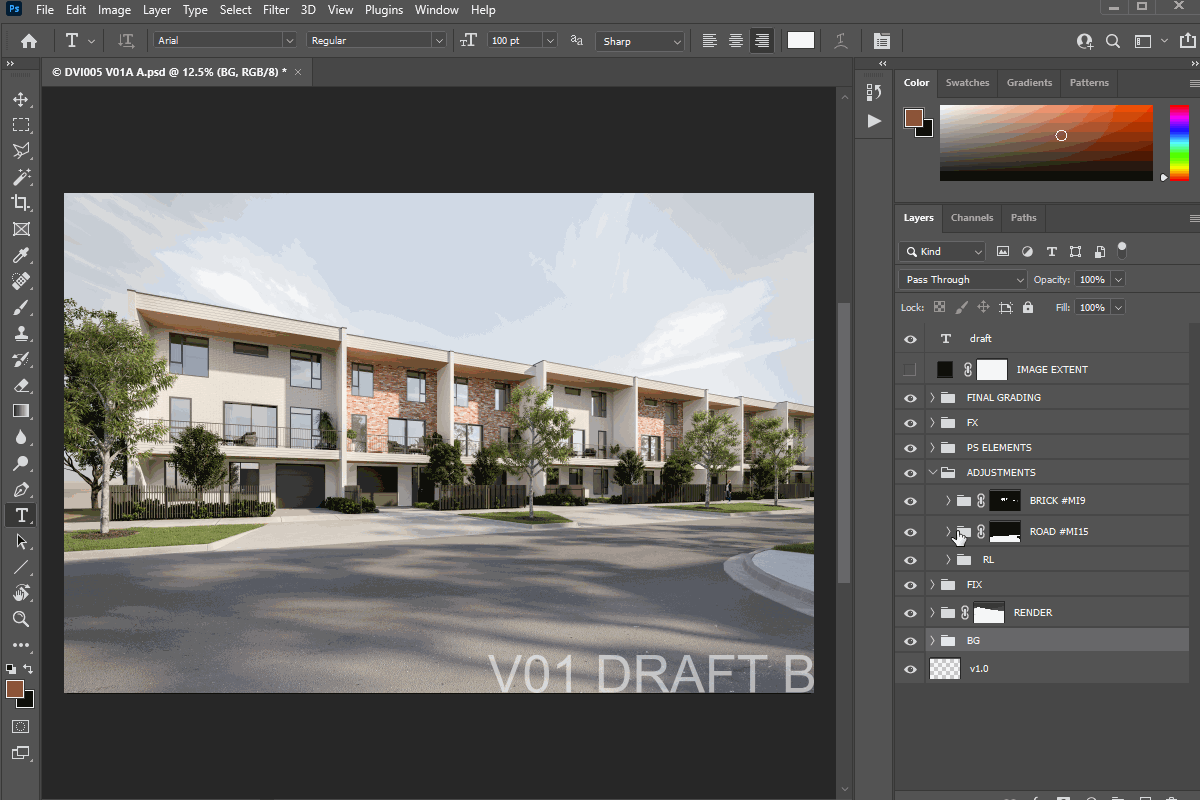 Ps File Edit Image Layer Type Select Filter 3D View Plugins Window Help
T T Arial Regular TT 100 pt aa Sharp
© DVI005 V01A A.psd @ 12.5% (BG, RGB/8) * ×
Color Swatches Gradients Patterns
Layers Channels Paths
Kind T
Pass Through Opacity: 100%
Lock: Fill: 100%
T draft
IMAGE EXTENT
FINAL GRADING
FX
PS ELEMENTS
ADJUSTMENTS
BRICK #MI9
ROAD #MI15
RL
FIX
RENDER
BG
v1.0
V01 DRAFT B